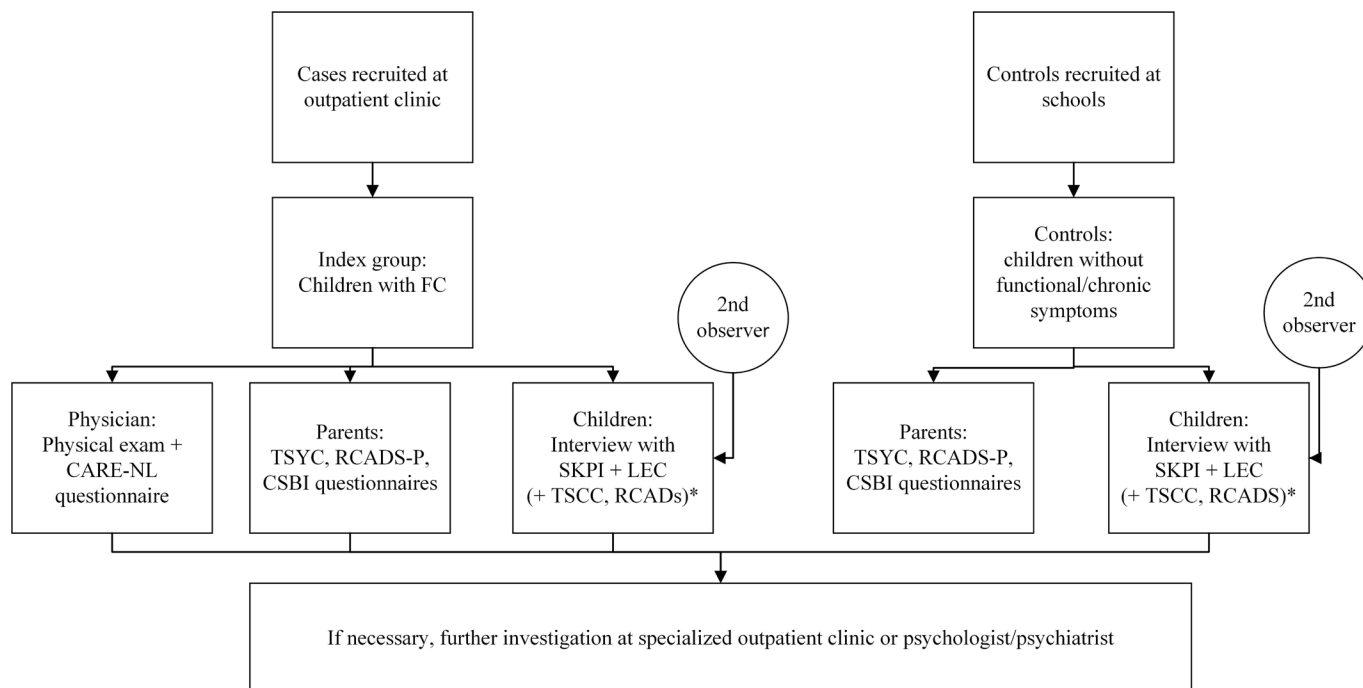 Cases recruited at
outpatient clinic
Controls recruited at
schools
Index group:
Children with FC
Controls:
children without
functional/chronic
symptoms
2nd
observer
2nd
observer
Physician:
Physical exam +
CARE-NL
questionnaire
Parents:
TSYC, RCADS-P,
CSBI questionnaires
Children:
Interview with
SKPI + LEC
(+ TSCC, RCADs)*
Parents:
TSYC, RCADS-P,
CSBI questionnaires
Children:
Interview with
SKPI + LEC
(+ TSCC, RCADS)*
If necessary, further investigation at specialized outpatient clinic or psychologist/psychiatrist